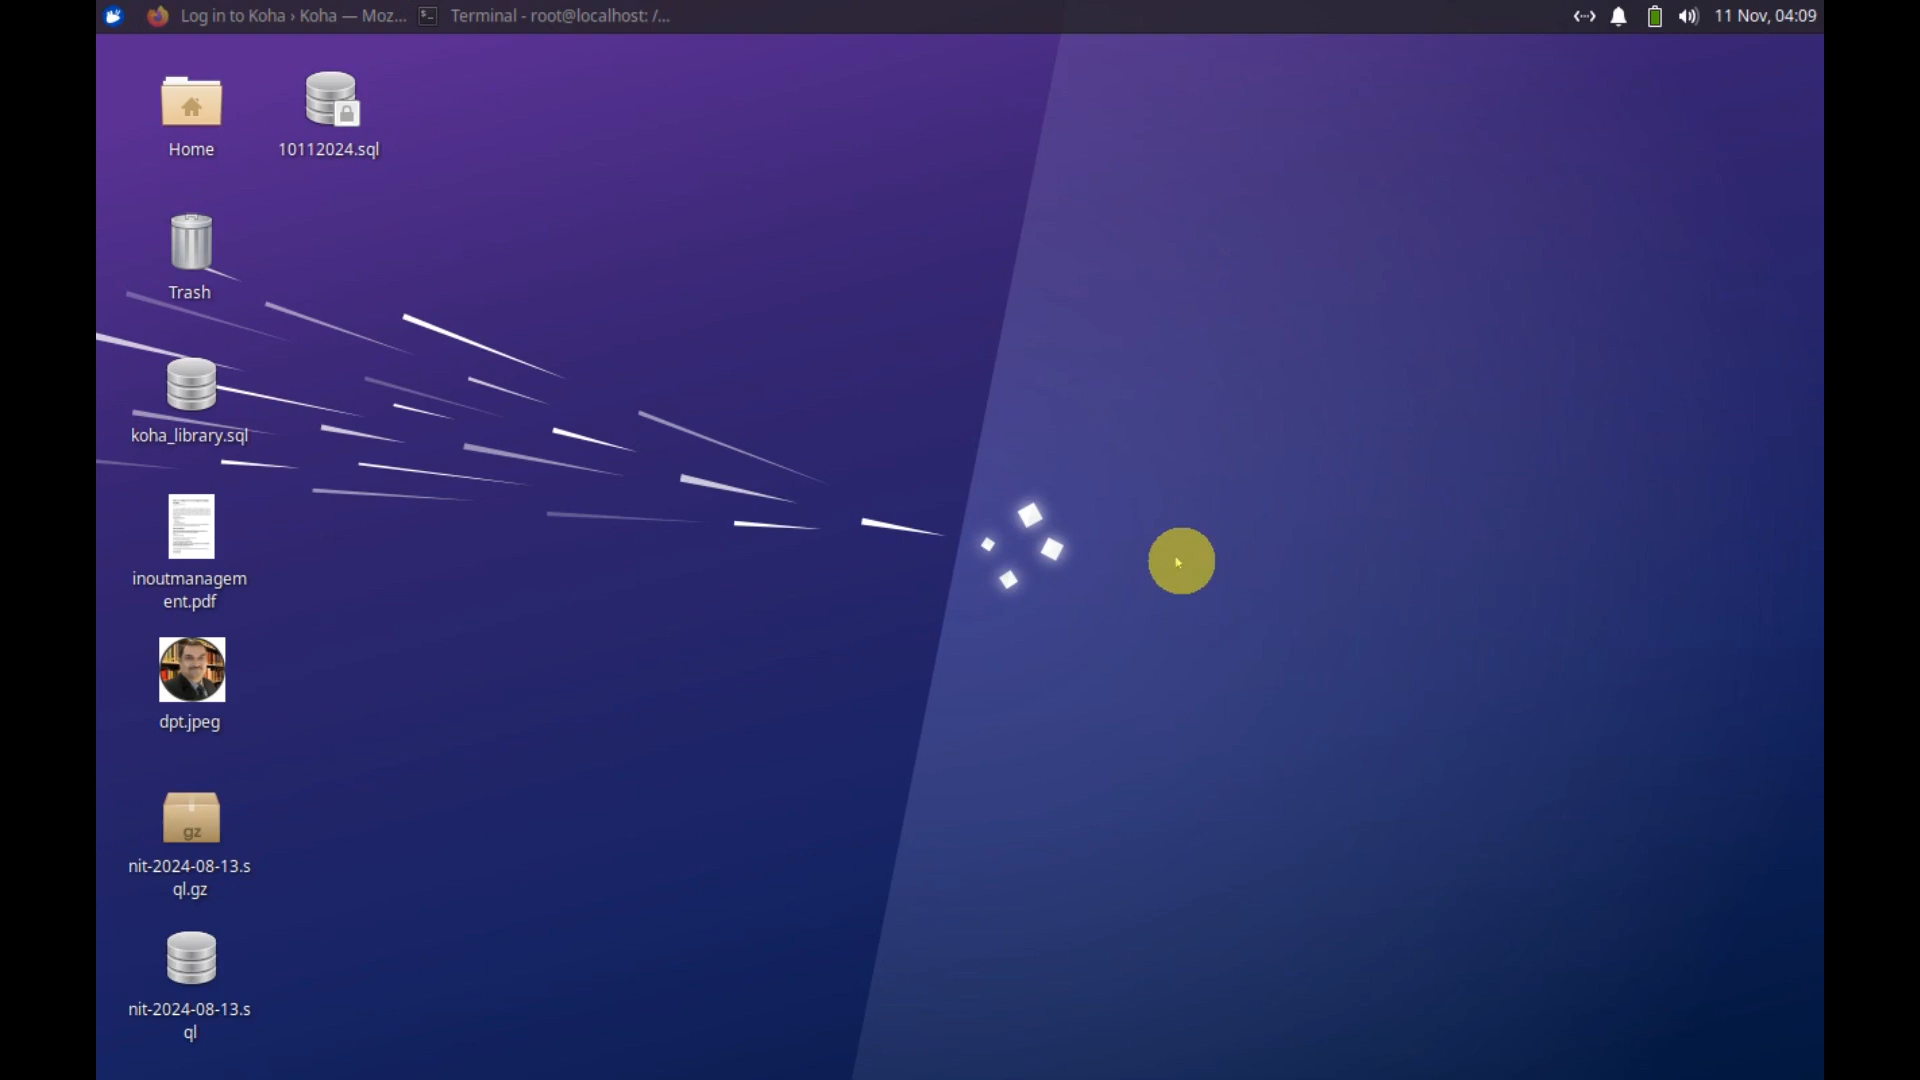 Log in to Koha › Koha — Moz... Terminal - root@localhost: /... 11 Nov, 04:09
Home
10112024.sql
Trash
koha_library.sql
inoutmanagem
ent.pdf
dpt.jpeg
gz
nit-2024-08-13.s
ql.gz
nit-2024-08-13.s
ql